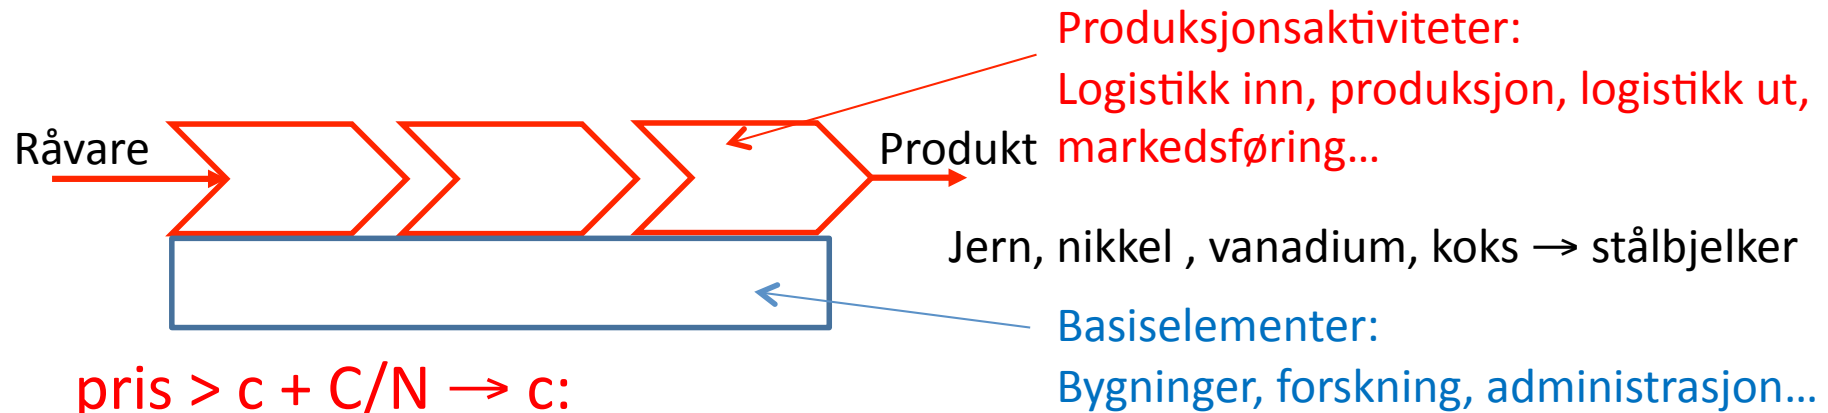 Produksjonsaktiviteter:
Logistikk inn, produksjon, logistikk ut,
markedsføring…
Råvare
Produkt
Jern, nikkel , vanadium, koks → stålbjelker
Basiselementer:
Bygninger, forskning, administrasjon…
pris > c + C/N → c: